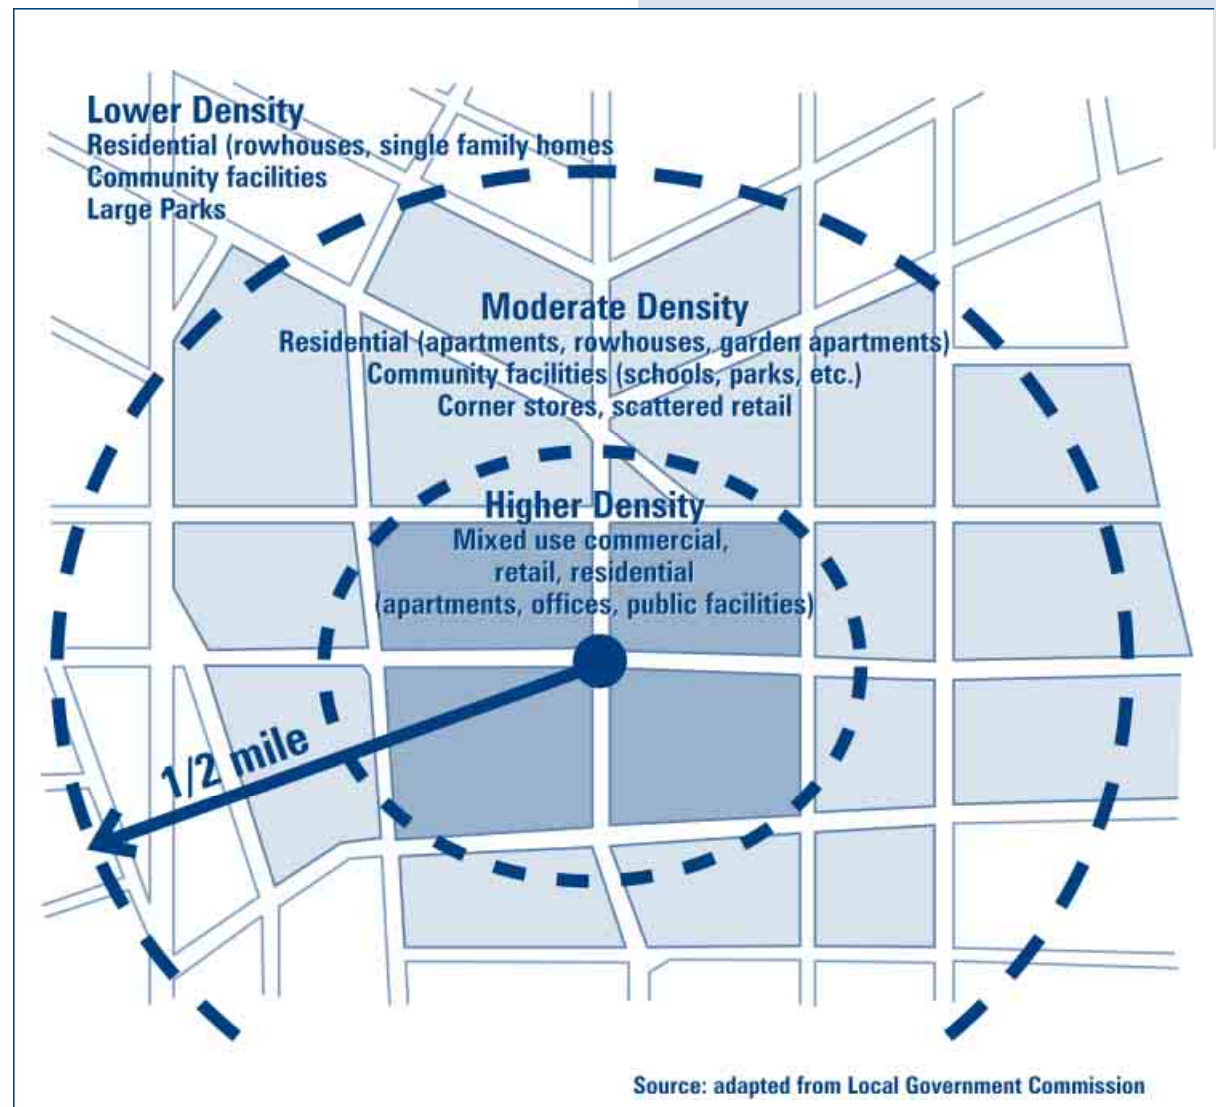 Lower Density
Residential (rowhouses, single family homes
Community facilities
Large Parks
Moderate Density
Residential (apartments, rowhouses, garden apartments)
Community facilities (schools, parks, etc.)
Corner stores, scattered retail
Higher Density
Mixed use commercial,
retail, residential
(apartments, offices, public facilities)
1/2 mile
Source: adapted from Local Government Commission